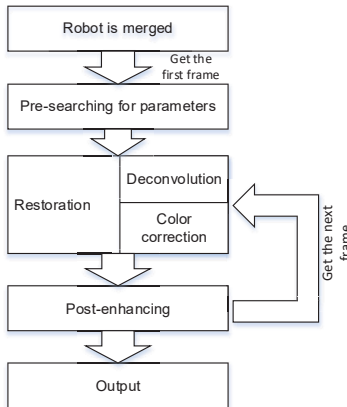 Robot is merged
Get the
first frame
Pre-searching for parameters
Restoration
Deconvolution
Color
correction
Get the next
frame
Post-enhancing
Output